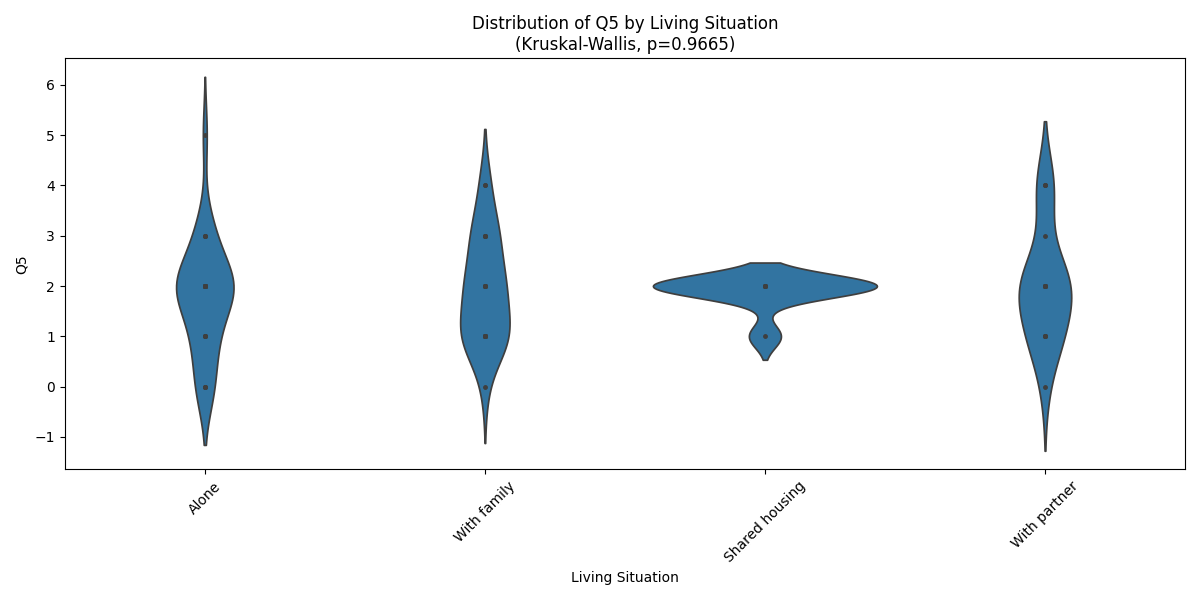 Distribution of Q5 by Living Situation
(Kruskal-Wallis, p=0.9665)
Q5
6
5
4
3
2
1
0
−1
Alone
With family
Shared housing
With partner
Living Situation